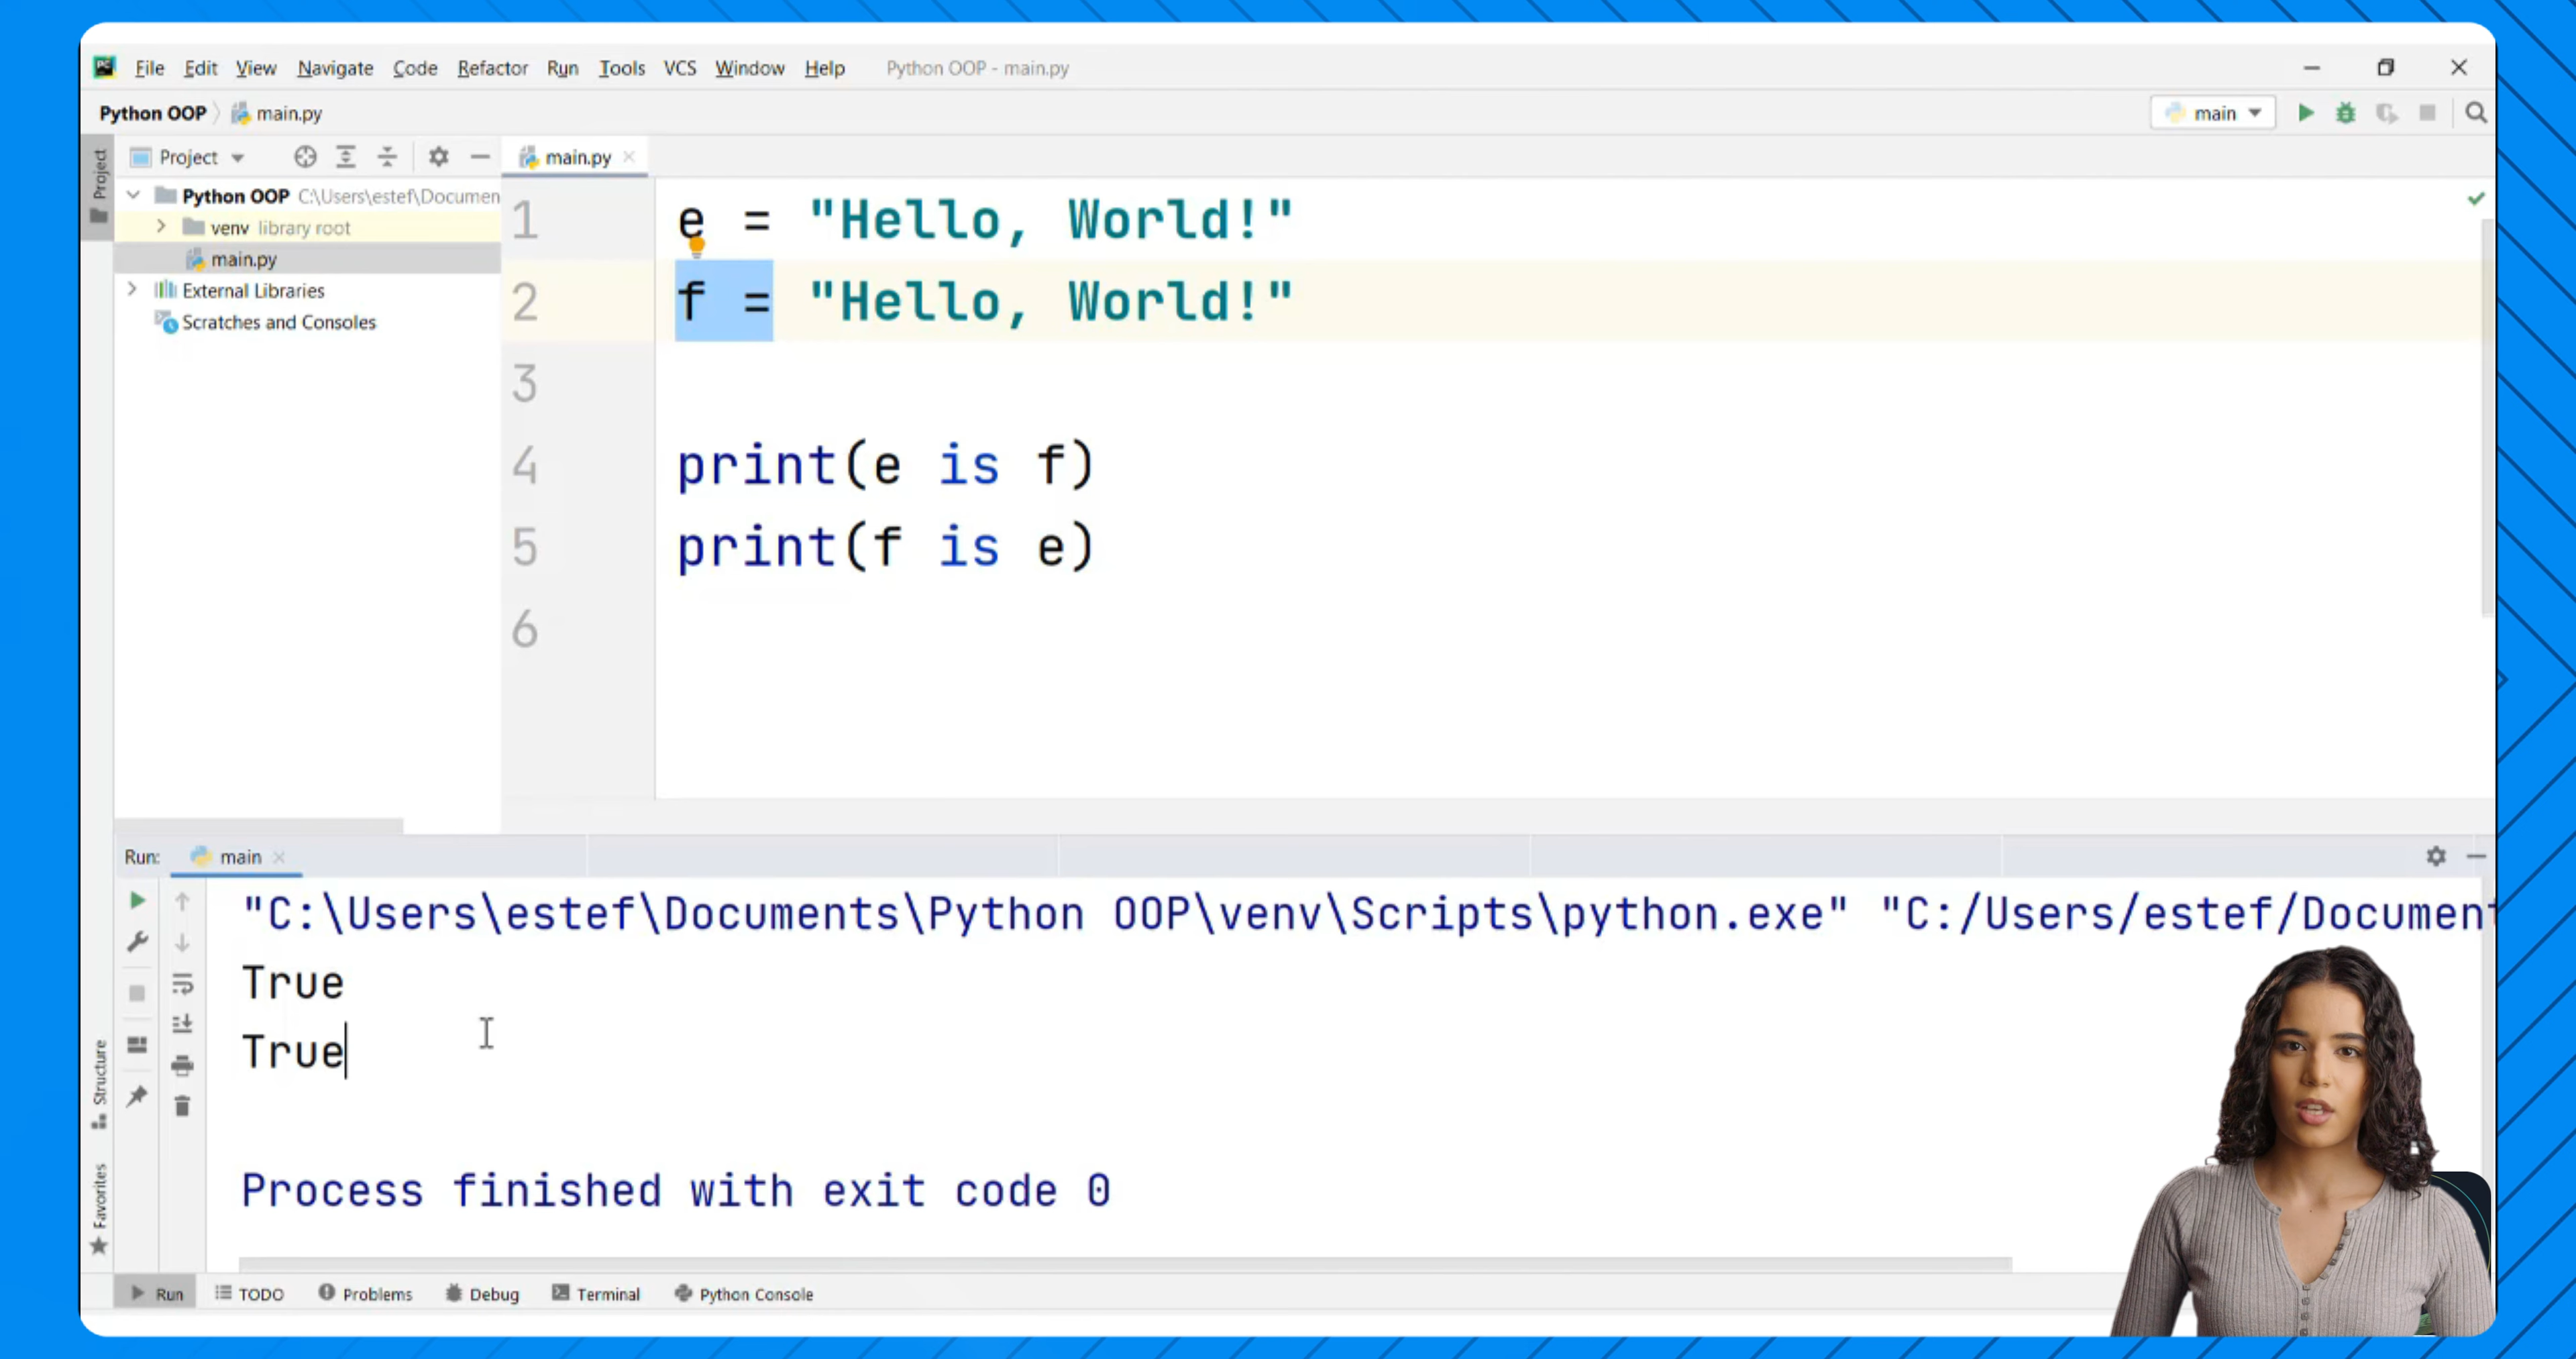 File Edit View Navigate Code Refactor Run Tools VCS Window Help Python OOP - main.py
Python OOP main.py
main
Project
Project
main.py
Python OOP C:\Users\estef\Documen
venv library root
main.py
External Libraries
Scratches and Consoles
1 e = "Hello, World!"
2 f = "Hello, World!"
3
4 print(e is f)
5 print(f is e)
6
Run: main
"C:\Users\estef\Documents\Python OOP\venv\Scripts\python.exe" "C:/Users/estef/Document
True
True
Process finished with exit code 0
Structure
Favorites
Run TODO Problems Debug Terminal Python Console